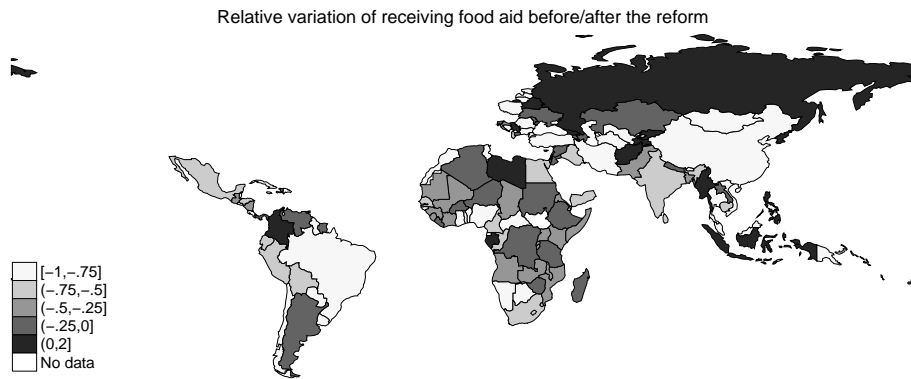 Relative variation of receiving food aid before/after the reform
[−1,−.75]
(−.75,−.5]
(−.5,−.25]
(−.25,0]
(0,2]
No data